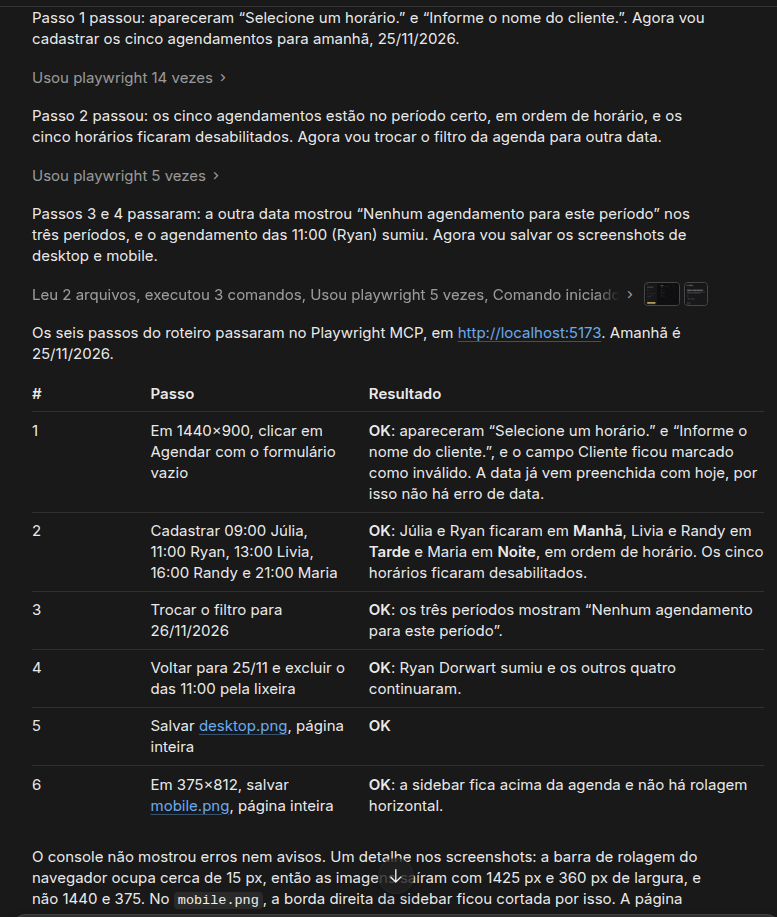 Passo 1 passou: apareceram “Selecione um horário.” e “Informe o nome do cliente.”. Agora vou
cadastrar os cinco agendamentos para amanhã, 25/11/2026.
Usou playwright 14 vezes >
Passo 2 passou: os cinco agendamentos estão no período certo, em ordem de horário, e os
cinco horários ficaram desabilitados. Agora vou trocar o filtro da agenda para outra data.
Usou playwright 5 vezes >
Passos 3 e 4 passaram: a outra data mostrou “Nenhum agendamento para este período” nos
três períodos, e o agendamento das 11:00 (Ryan) sumiu. Agora vou salvar os screenshots de
desktop e mobile.
Leu 2 arquivos, executou 3 comandos, Usou playwright 5 vezes, Comando iniciado >
Os seis passos do roteiro passaram no Playwright MCP, em http://localhost:5173. Amanhã é
25/11/2026.
# Passo Resultado
1 Em 1440×900, clicar em Agendar com o formulário vazio OK: apareceram “Selecione um horário.” e “Informe o
nome do cliente.”, e o campo Cliente ficou marcado
como inválido. A data já vem preenchida com hoje, por
isso não há erro de data.
2 Cadastrar 09:00 Júlia, 11:00 Ryan, 13:00 Livia, 16:00 Randy e 21:00 Maria OK: Júlia e Ryan ficaram em Manhã, Livia e Randy em
Tarde e Maria em Noite, em ordem de horário. Os cinco
horários ficaram desabilitados.
3 Trocar o filtro para 26/11/2026 OK: os três períodos mostram “Nenhum agendamento
para este período”.
4 Voltar para 25/11 e excluir o das 11:00 pela lixeira OK: Ryan Dorwart sumiu e os outros quatro
continuaram.
5 Salvar desktop.png, página inteira OK
6 Em 375×812, salvar mobile.png, página inteira OK: a sidebar fica acima da agenda e não há rolagem
horizontal.
O console não mostrou erros nem avisos. Um detalhe nos screenshots: a barra de rolagem do
navegador ocupa cerca de 15 px, então as imagens saíram com 1425 px e 360 px de largura, e
não 1440 e 375. No mobile.png, a borda direita da sidebar ficou cortada por isso. A página